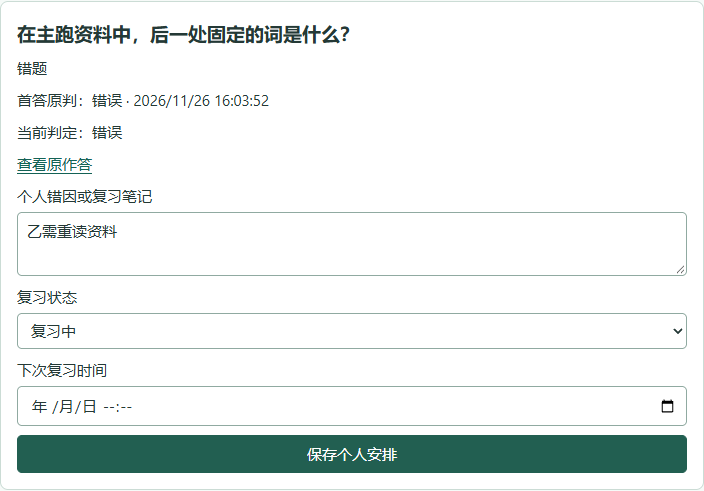 在主跑资料中，后一处固定的词是什么？
错题
首答原判：错误 · 2026/11/26 16:03:52
当前判定：错误
查看原作答
个人错因或复习笔记
乙需重读资料
复习状态
复习中
下次复习时间
年 /月/日 --:--
保存个人安排